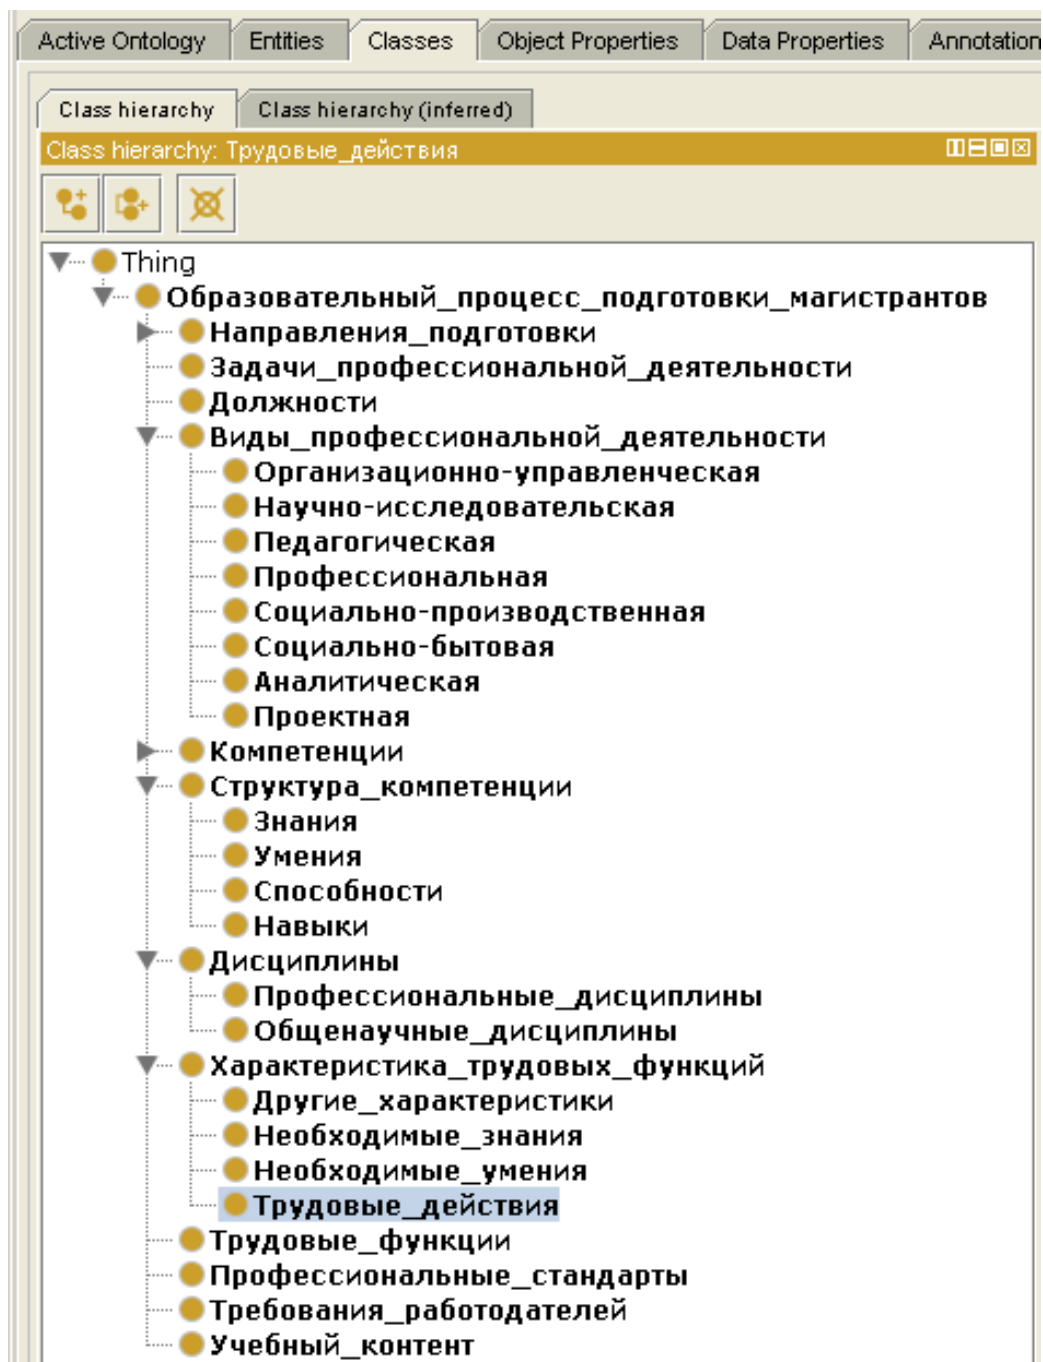 Active Ontology Entities Classes Object Properties Data Properties Annotation
Class hierarchy Class hierarchy (inferred)
Class hierarchy: Трудовые_действия
Thing
Образовательный_процесс_подготовки_магистрантов
Направления_подготовки
Задачи_профессиональной_деятельности
Должности
Виды_профессиональной_деятельности
Организационно-управленческая
Научно-исследовательская
Педагогическая
Профессиональная
Социально-производственная
Социально-бытовая
Аналитическая
Проектная
Компетенции
Структура_компетенции
Знания
Умения
Способности
Навыки
Дисциплины
Профессиональные_дисциплины
Общенаучные_дисциплины
Характеристика_трудовых_функций
Другие_характеристики
Необходимые_знания
Необходимые_умения
Трудовые_действия
Трудовые_функции
Профессиональные_стандарты
Требования_работодателей
Учебный_контент